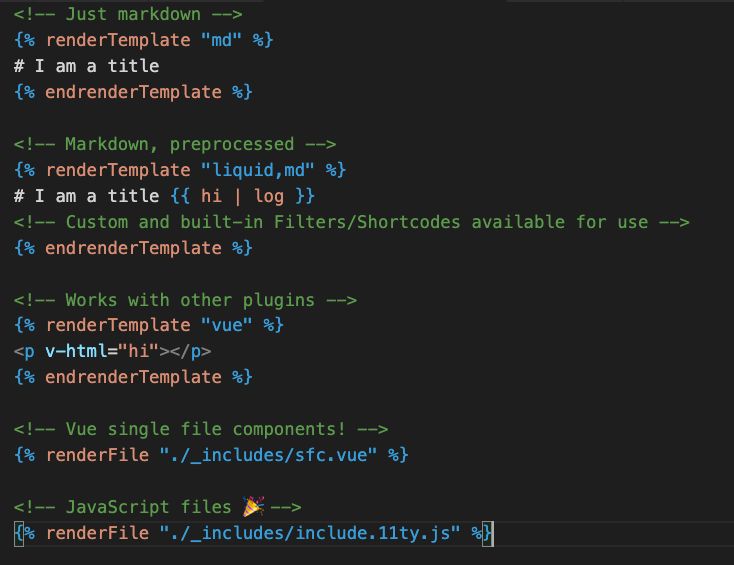 <!-- Just markdown -->
{% renderTemplate "md" %}
# I am a title
{% endrenderTemplate %}
<!-- Markdown, preprocessed -->
{% renderTemplate "liquid,md" %}
# I am a title {{ hi | log }}
<!-- Custom and built-in Filters/Shortcodes available for use -->
{% endrenderTemplate %}
<!-- Works with other plugins -->
{% renderTemplate "vue" %}
<p v-html="hi"></p>
{% endrenderTemplate %}
<!-- Vue single file components! -->
{% renderFile "./_includes/sfc.vue" %}
<!-- JavaScript files 🎉 -->
{% renderFile "./_includes/include.11ty.js" %}